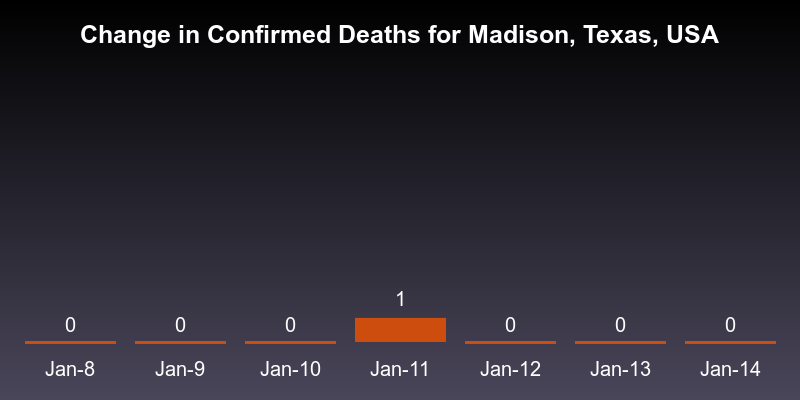 Change in Confirmed Deaths for Madison, Texas, USA
1
0 0 0 0 0 0
Jan-8 Jan-9 Jan-10 Jan-11 Jan-12 Jan-13 Jan-14